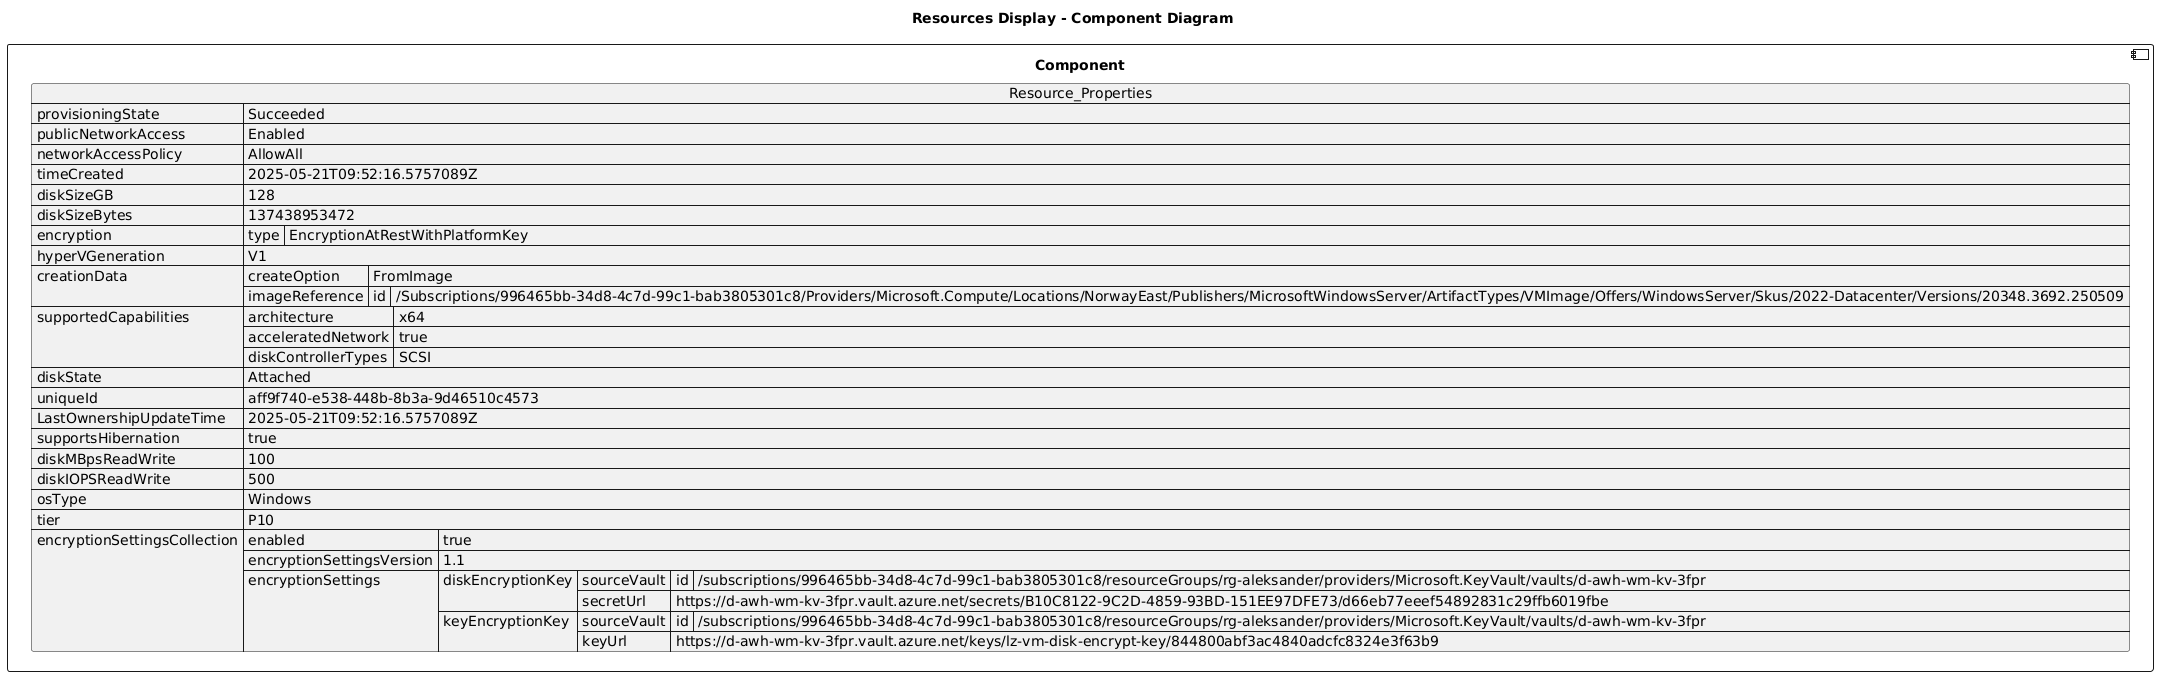 Resources Display - Component Diagram
Component
Resource_Properties
provisioningState Succeeded
publicNetworkAccess Enabled
networkAccessPolicy AllowAll
timeCreated 2025-05-21T09:52:16.5757089Z
diskSizeGB 128
diskSizeBytes 137438953472
encryption type EncryptionAtRestWithPlatformKey
hyperVGeneration V1
creationData createOption FromImage
imageReference id /Subscriptions/996465bb-34d8-4c7d-99c1-bab3805301c8/Providers/Microsoft.Compute/Locations/NorwayEast/Publishers/MicrosoftWindowsServer/ArtifactTypes/VMImage/Offers/WindowsServer/Skus/2022-Datacenter/Versions/20348.3692.250509
supportedCapabilities architecture x64
acceleratedNetwork true
diskControllerTypes SCSI
diskState Attached
uniqueId aff9f740-e538-448b-8b3a-9d46510c4573
LastOwnershipUpdateTime 2025-05-21T09:52:16.5757089Z
supportsHibernation true
diskMBpsReadWrite 100
diskIOPSReadWrite 500
osType Windows
tier P10
encryptionSettingsCollection enabled true
encryptionSettingsVersion 1.1
encryptionSettings diskEncryptionKey sourceVault id /subscriptions/996465bb-34d8-4c7d-99c1-bab3805301c8/resourceGroups/rg-aleksander/providers/Microsoft.KeyVault/vaults/d-awh-wm-kv-3fpr
secretUrl https://d-awh-wm-kv-3fpr.vault.azure.net/secrets/B10C8122-9C2D-4859-93BD-151EE97DFE73/d66eb77eeef54892831c29ffb6019fbe
keyEncryptionKey sourceVault id /subscriptions/996465bb-34d8-4c7d-99c1-bab3805301c8/resourceGroups/rg-aleksander/providers/Microsoft.KeyVault/vaults/d-awh-wm-kv-3fpr
keyUrl https://d-awh-wm-kv-3fpr.vault.azure.net/keys/lz-vm-disk-encrypt-key/844800abf3ac4840adcfc8324e3f63b9